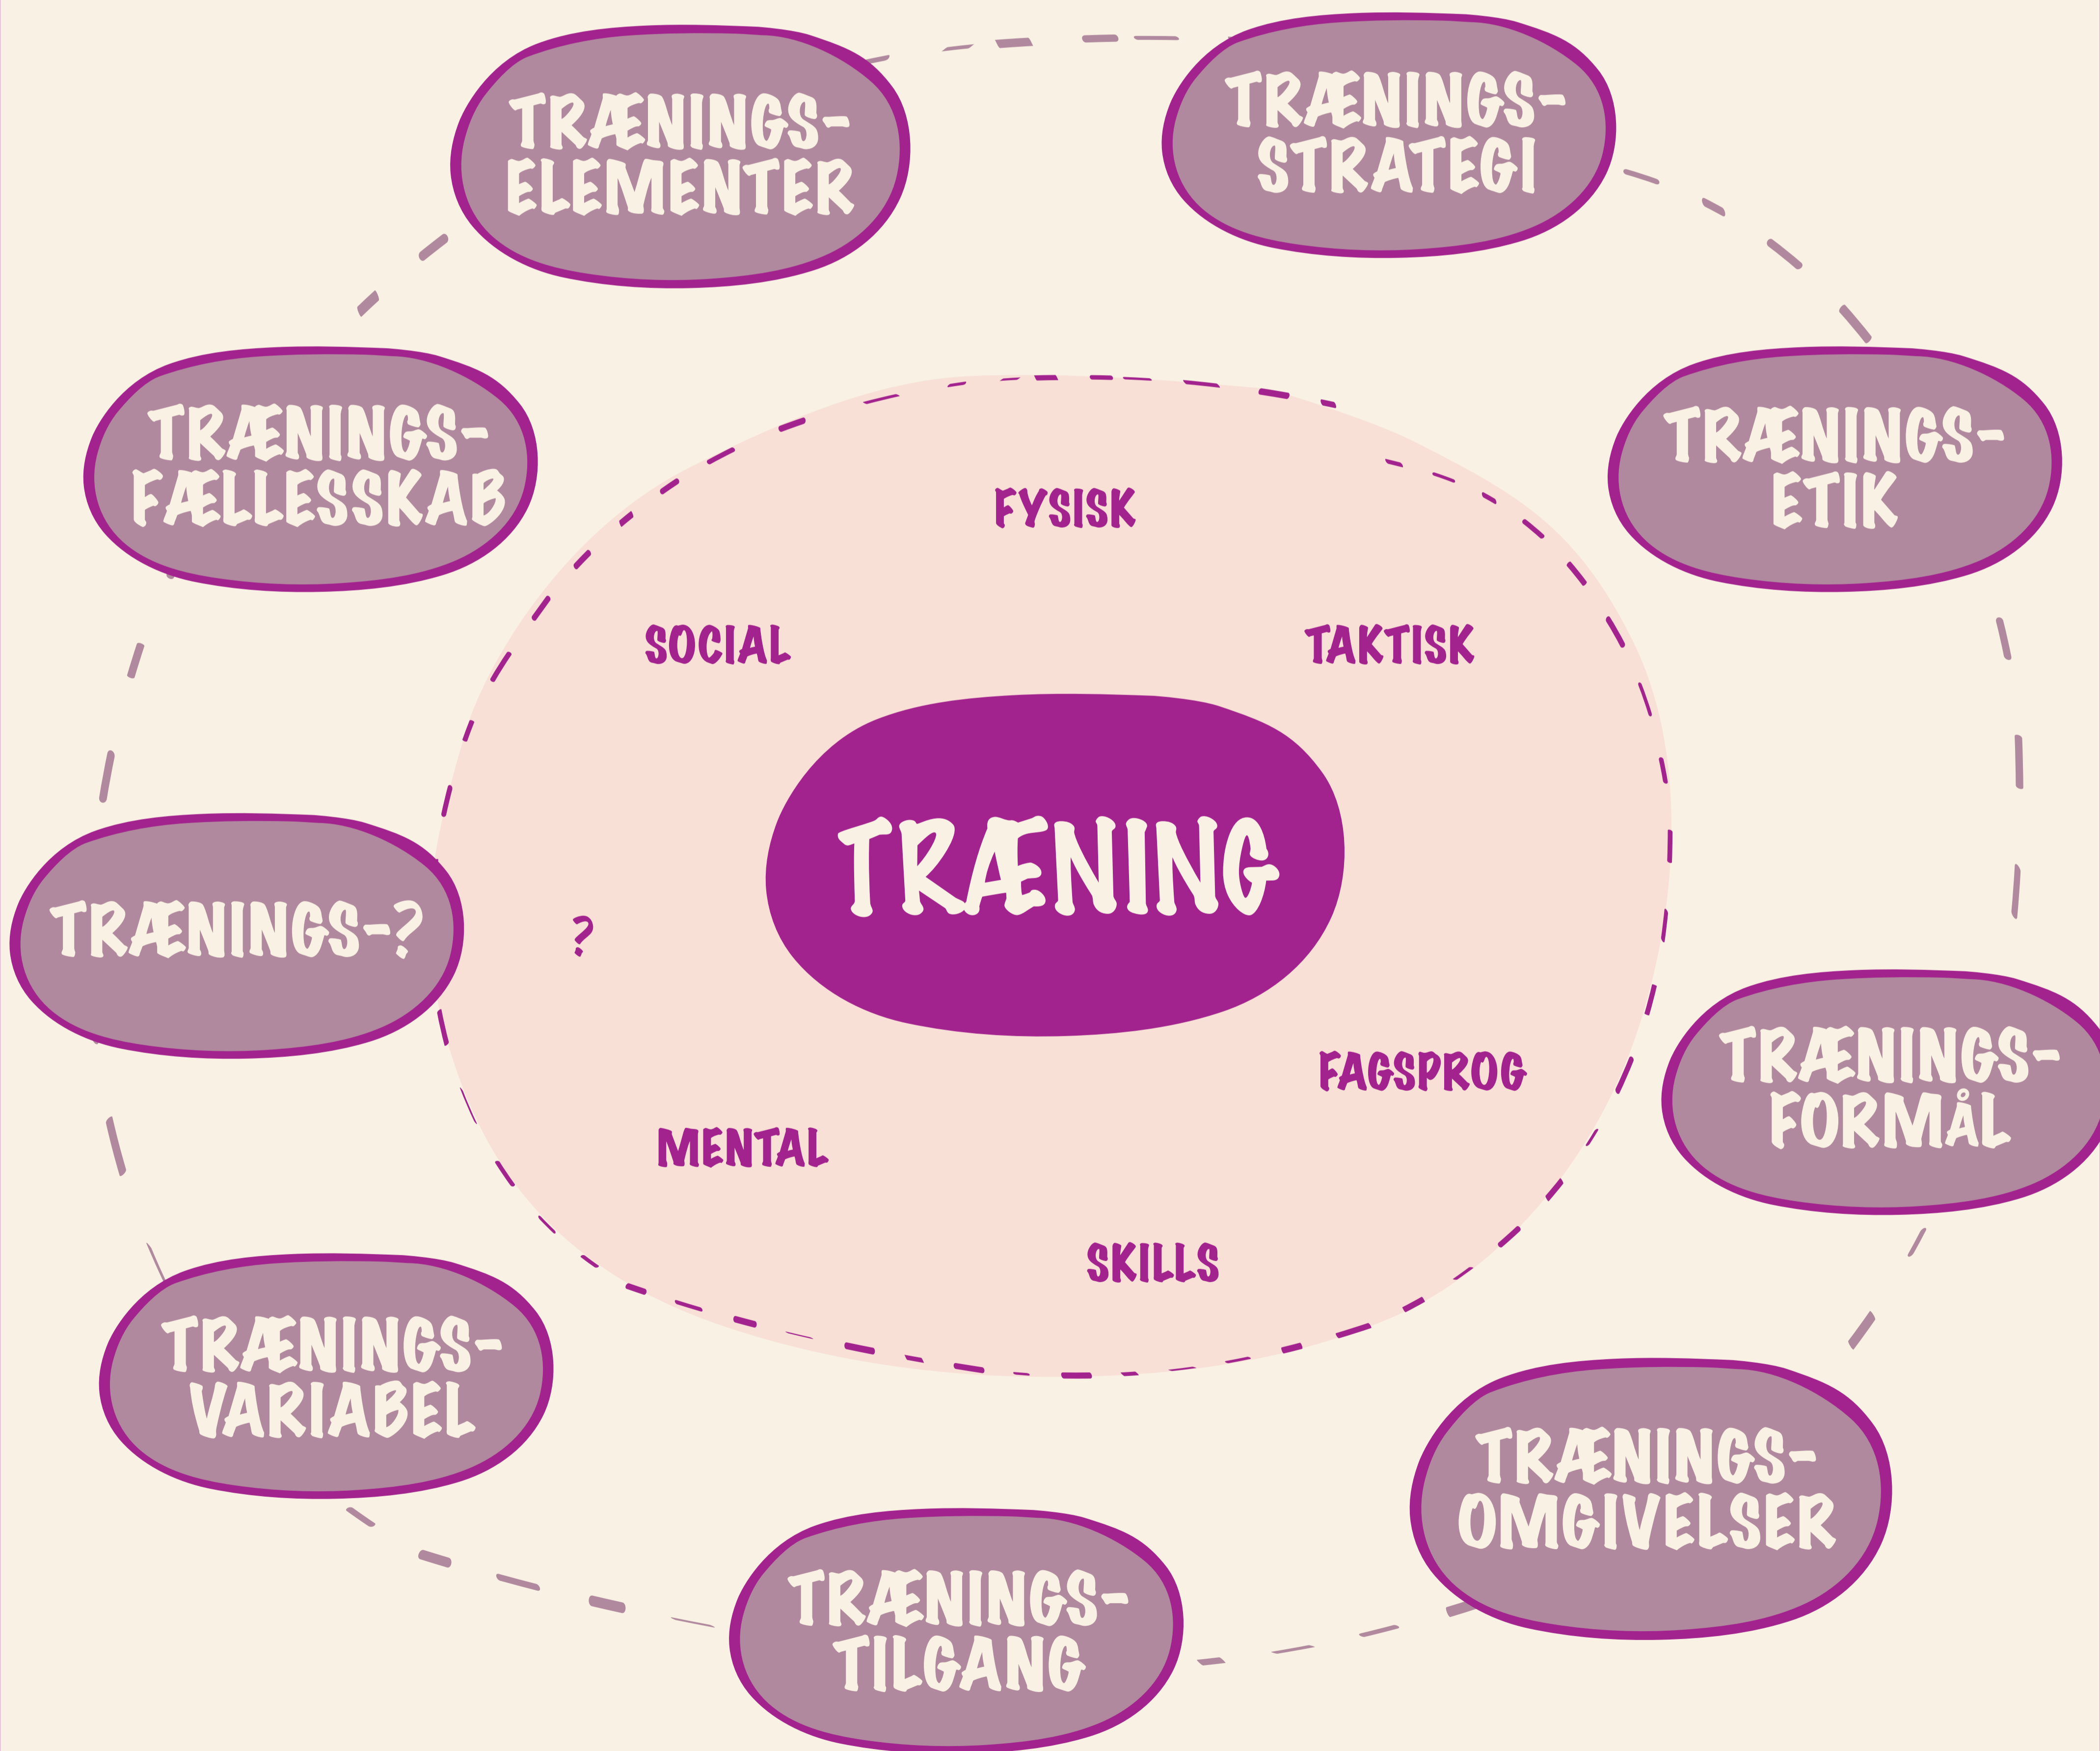 TRÆNINGS-
ELEMENTER
TRÆNINGS-
STRATEGI
TRÆNINGS-
FÆLLESSKAB
TRÆNINGS-
ETIK
FYSISK
SOCIAL
TAKTISK
TRÆNING
TRÆNINGS-?
?
TRÆNINGS-
FORMÅL
FAGSPROG
MENTAL
SKILLS
TRÆNINGS-
VARIABEL
TRÆNINGS-
OMGIVELSER
TRÆNINGS-
TILGANG